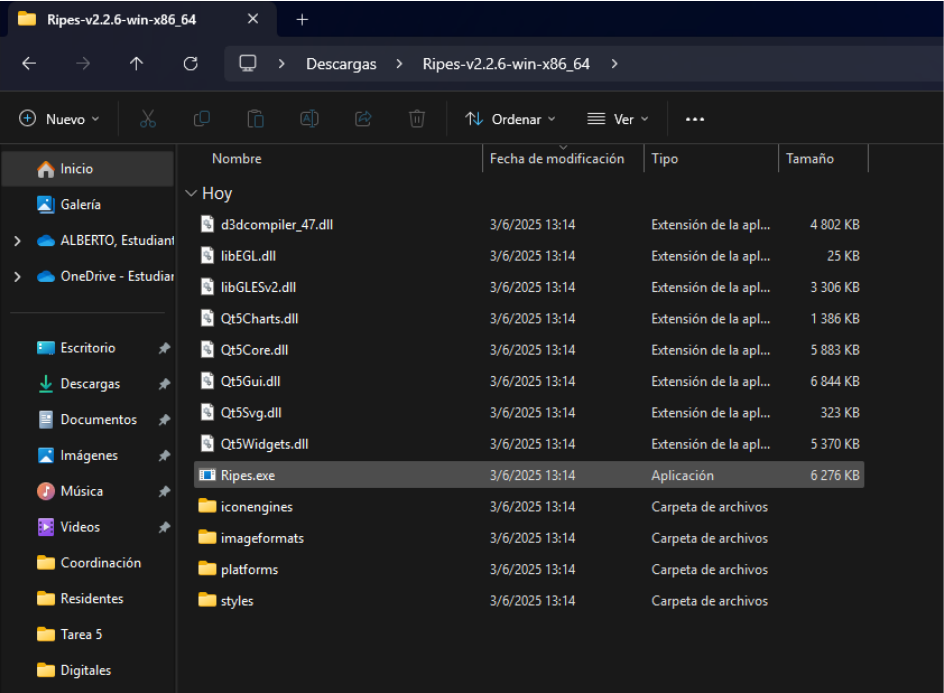 Ripes-v2.2.6-win-x86_64
Descargas Ripes-v2.2.6-win-x86_64
Nuevo Ordenar Ver
Nombre Fecha de modificación Tipo Tamaño
Inicio
Galería
ALBERTO, Estudiant
OneDrive - Estudiar
Escritorio
Descargas
Documentos
Imágenes
Música
Videos
Coordinación
Residentes
Tarea 5
Digitales
Hoy
d3dcompiler_47.dll 3/6/2025 13:14 Extensión de la apl... 4 802 KB
libEGL.dll 3/6/2025 13:14 Extensión de la apl... 25 KB
libGLESv2.dll 3/6/2025 13:14 Extensión de la apl... 3 306 KB
Qt5Charts.dll 3/6/2025 13:14 Extensión de la apl... 1 386 KB
Qt5Core.dll 3/6/2025 13:14 Extensión de la apl... 5 883 KB
Qt5Gui.dll 3/6/2025 13:14 Extensión de la apl... 6 844 KB
Qt5Svg.dll 3/6/2025 13:14 Extensión de la apl... 323 KB
Qt5Widgets.dll 3/6/2025 13:14 Extensión de la apl... 5 370 KB
Ripes.exe 3/6/2025 13:14 Aplicación 6 276 KB
iconengines 3/6/2025 13:14 Carpeta de archivos
imageformats 3/6/2025 13:14 Carpeta de archivos
platforms 3/6/2025 13:14 Carpeta de archivos
styles 3/6/2025 13:14 Carpeta de archivos